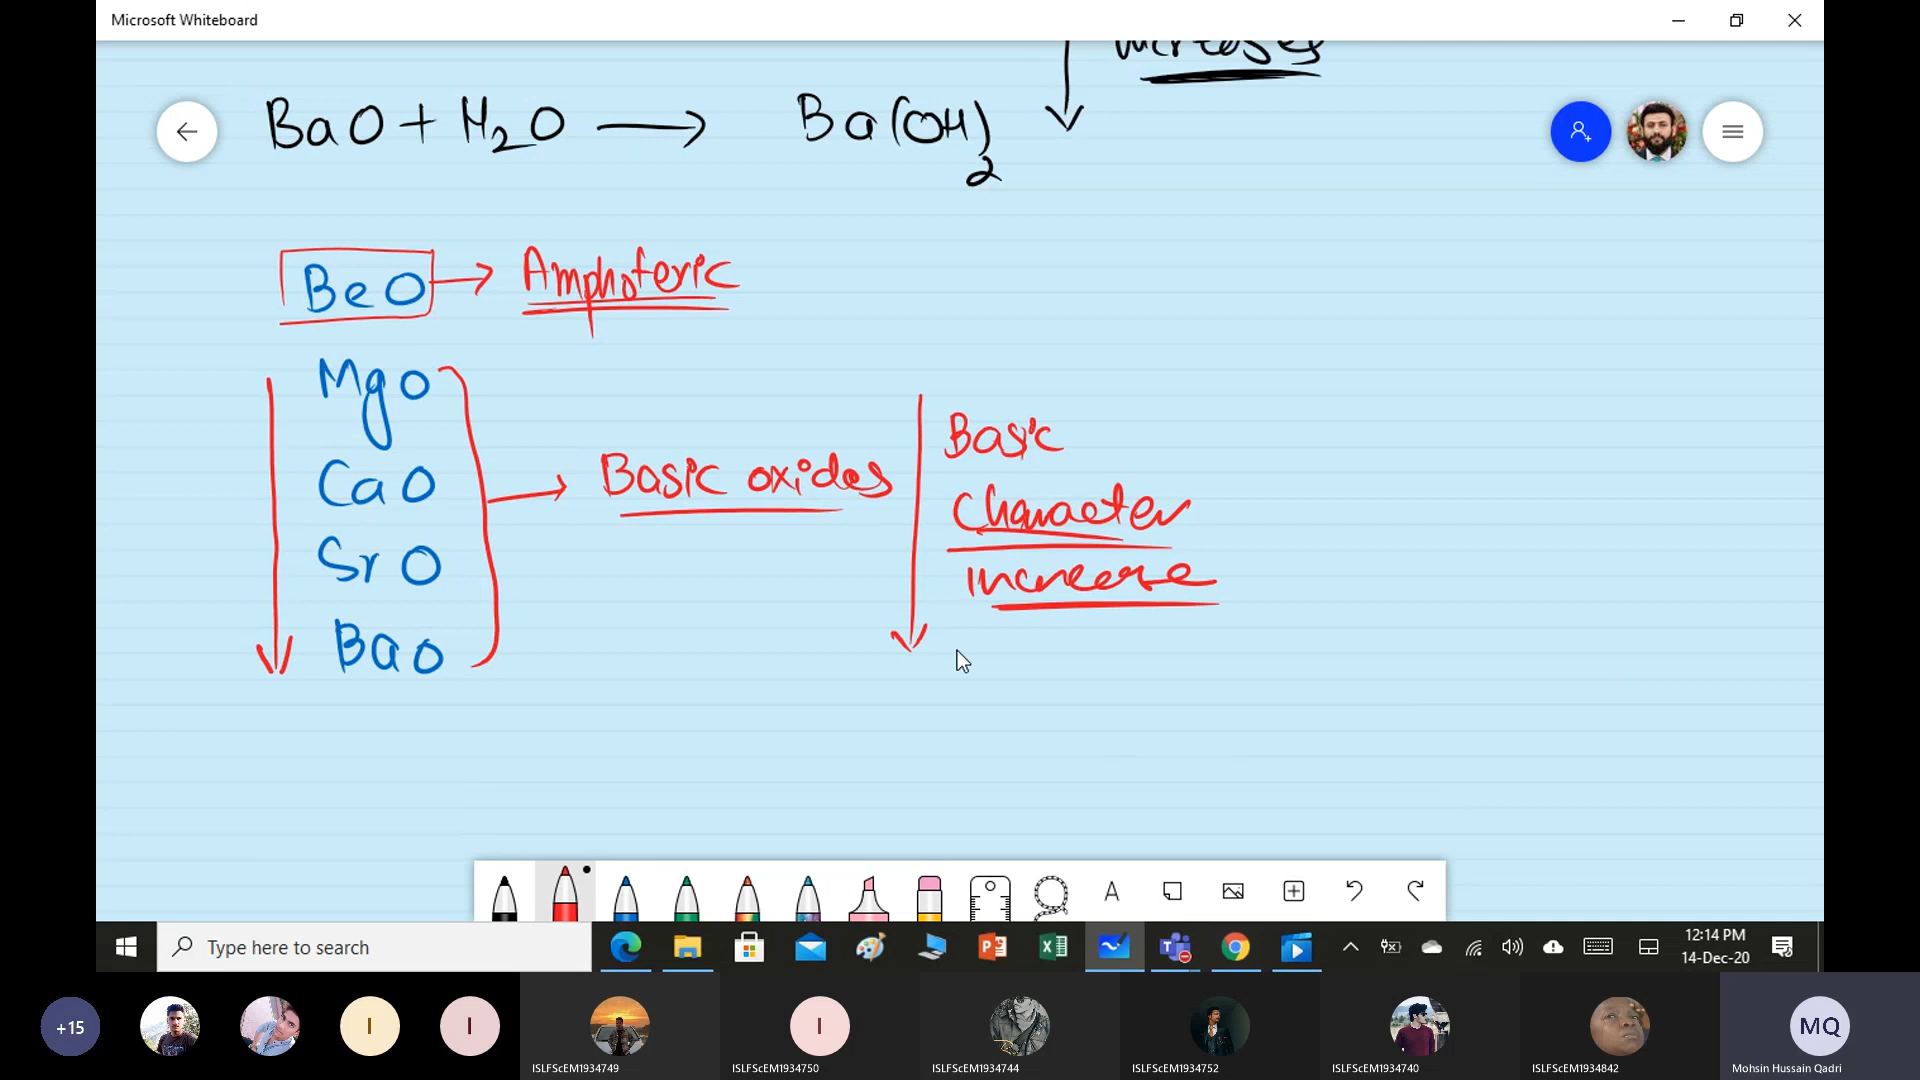 Microsoft Whiteboard
increases
BaO + H2O → Ba(OH)2
BeO → Amphoteric
MgO
CaO
SrO
BaO
→ Basic oxides
Basic
Character
increase
A
Type here to search
12:14 PM
14-Dec-20
+15
I
I
I
MQ
ISLFScEM1934749
ISLFScEM1934750
ISLFScEM1934744
ISLFScEM1934752
ISLFScEM1934740
ISLFScEM1934842
Mohsin Hussain Qadri